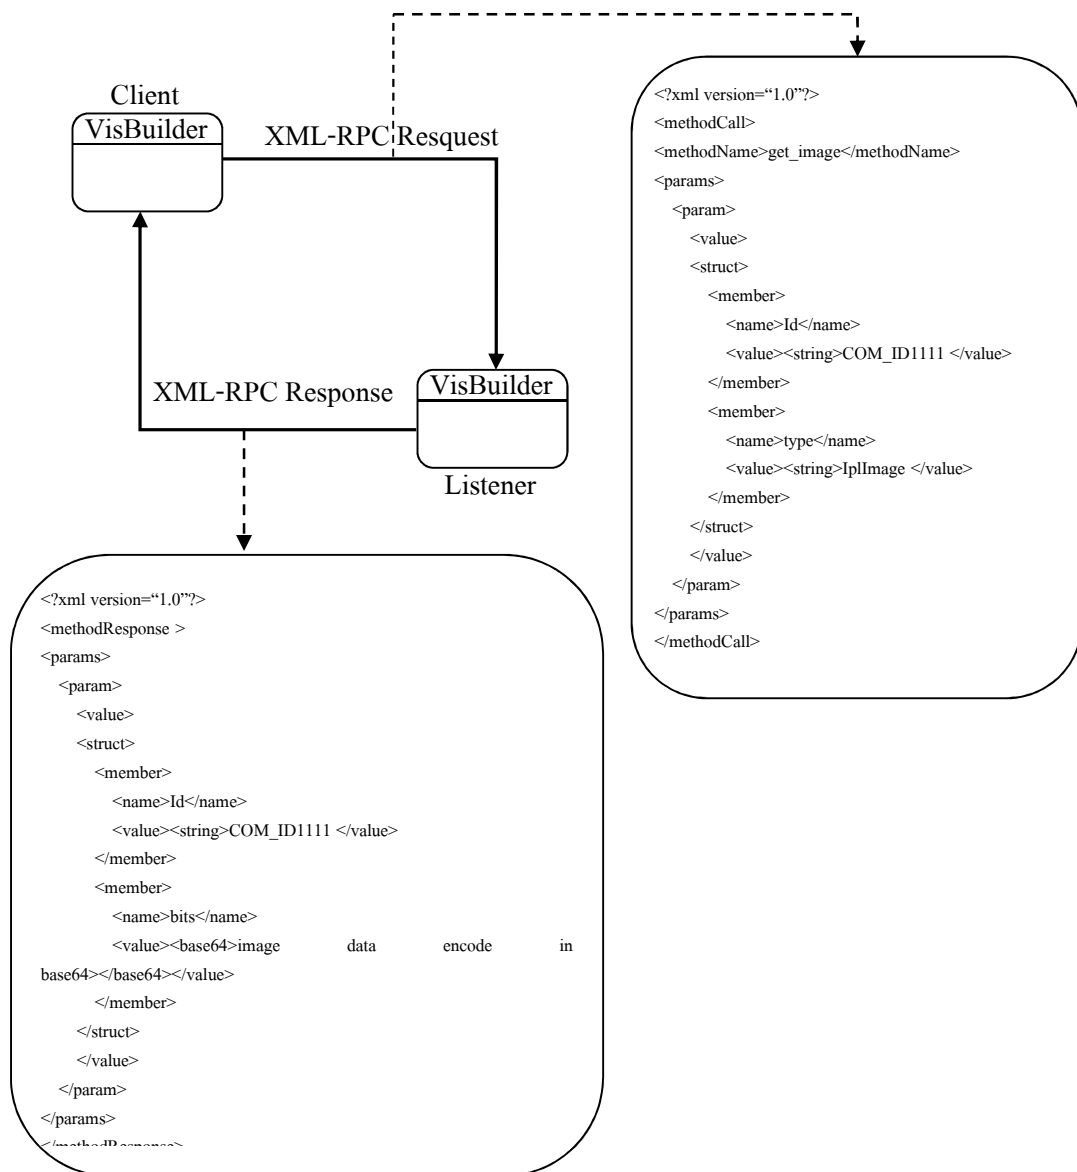 Client
VisBuilder
XML-RPC Resquest
XML-RPC Response
VisBuilder
Listener
<?xml version=“1.0”?>
<methodCall>
<methodName>get_image</methodName>
<params>
<param>
<value>
<struct>
<member>
<name>Id</name>
<value><string>COM_ID1111 </value>
</member>
<member>
<name>type</name>
<value><string>IplImage </value>
</member>
</struct>
</value>
</param>
</params>
</methodCall>
<?xml version=“1.0”?>
<methodResponse >
<params>
<param>
<value>
<struct>
<member>
<name>Id</name>
<value><string>COM_ID1111 </value>
</member>
<member>
<name>bits</name>
<value><base64>image data encode in
base64></base64></value>
</member>
</struct>
</value>
</param>
</params>
</methodResponse>